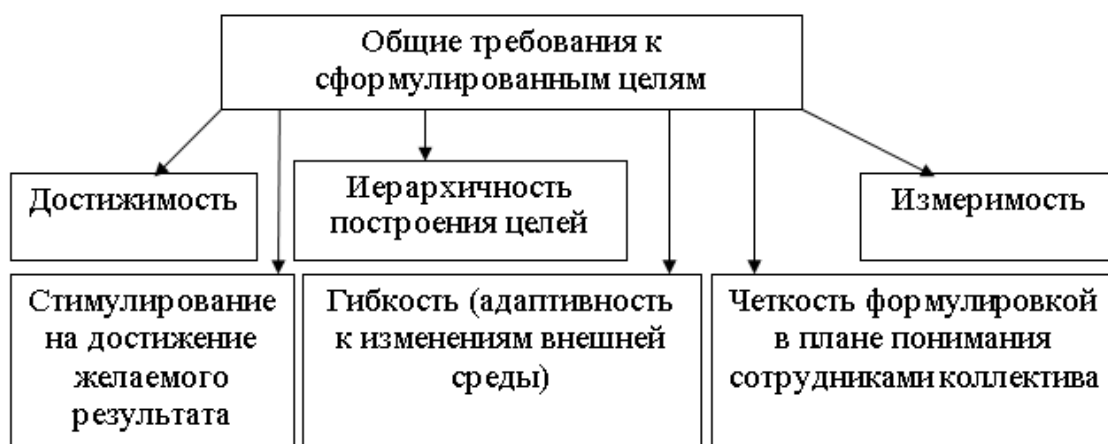 Общие требования к
сформулированным целям
Достижимость
Иерархичность
построения целей
Измеримость
Стимулирование
на достижение
желаемого
результата
Гибкость (адаптивность
к изменениям внешней
среды)
Четкость формулировкой
в плане понимания
сотрудниками коллектива